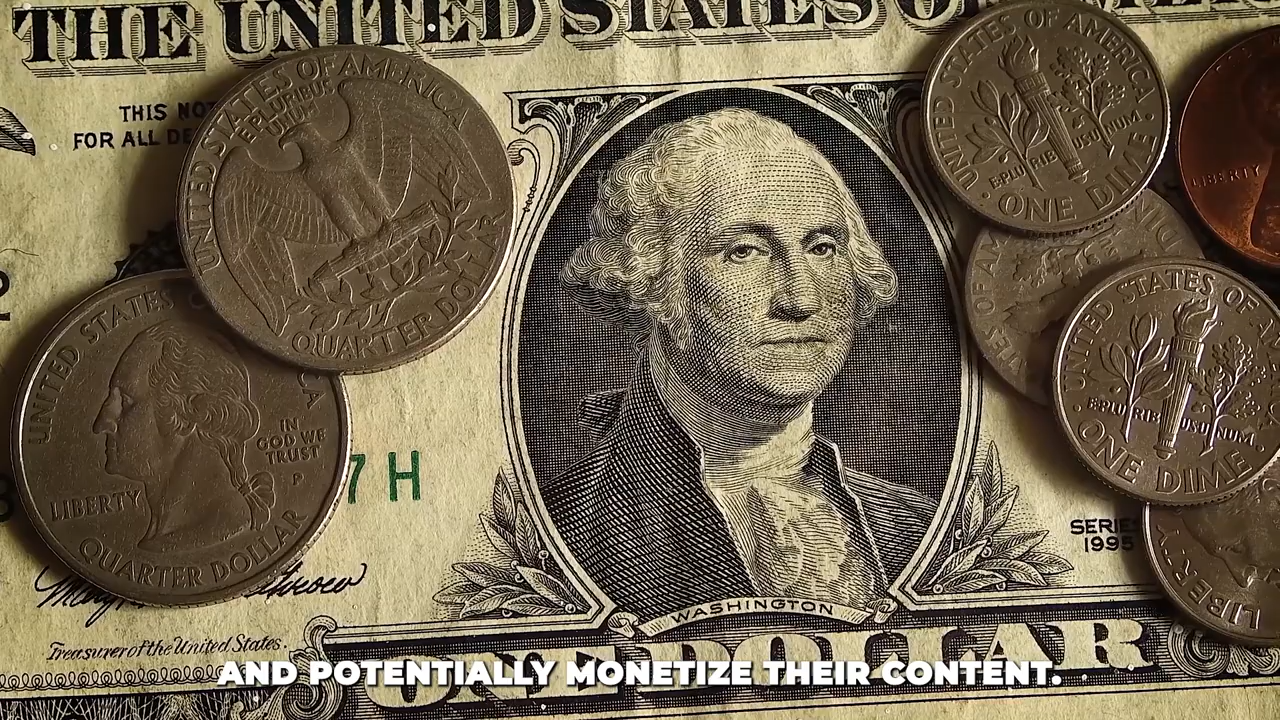 THE UNITED STATES OF
THIS NOT
FOR ALL DE
UNITED STATES OF AMERICA
E PLURIBUS
UNUM
QUARTER DOLLAR
UNITED STATES
IN
GOD WE
TRUST
P
LIBERTY
QUARTER DOLLAR
7 H
Treasurer of the United States.
WASHINGTON
ONE DOLLAR
SERIES
1995
UNITED STATES OF AMERICA
E PLURIBUS UNUM
ONE DIME
LIBERTY
UNITED STATES OF AM
E PLURIBUS UNUM
ONE DIME
LIBERTY
AND POTENTIALLY MONETIZE THEIR CONTENT.